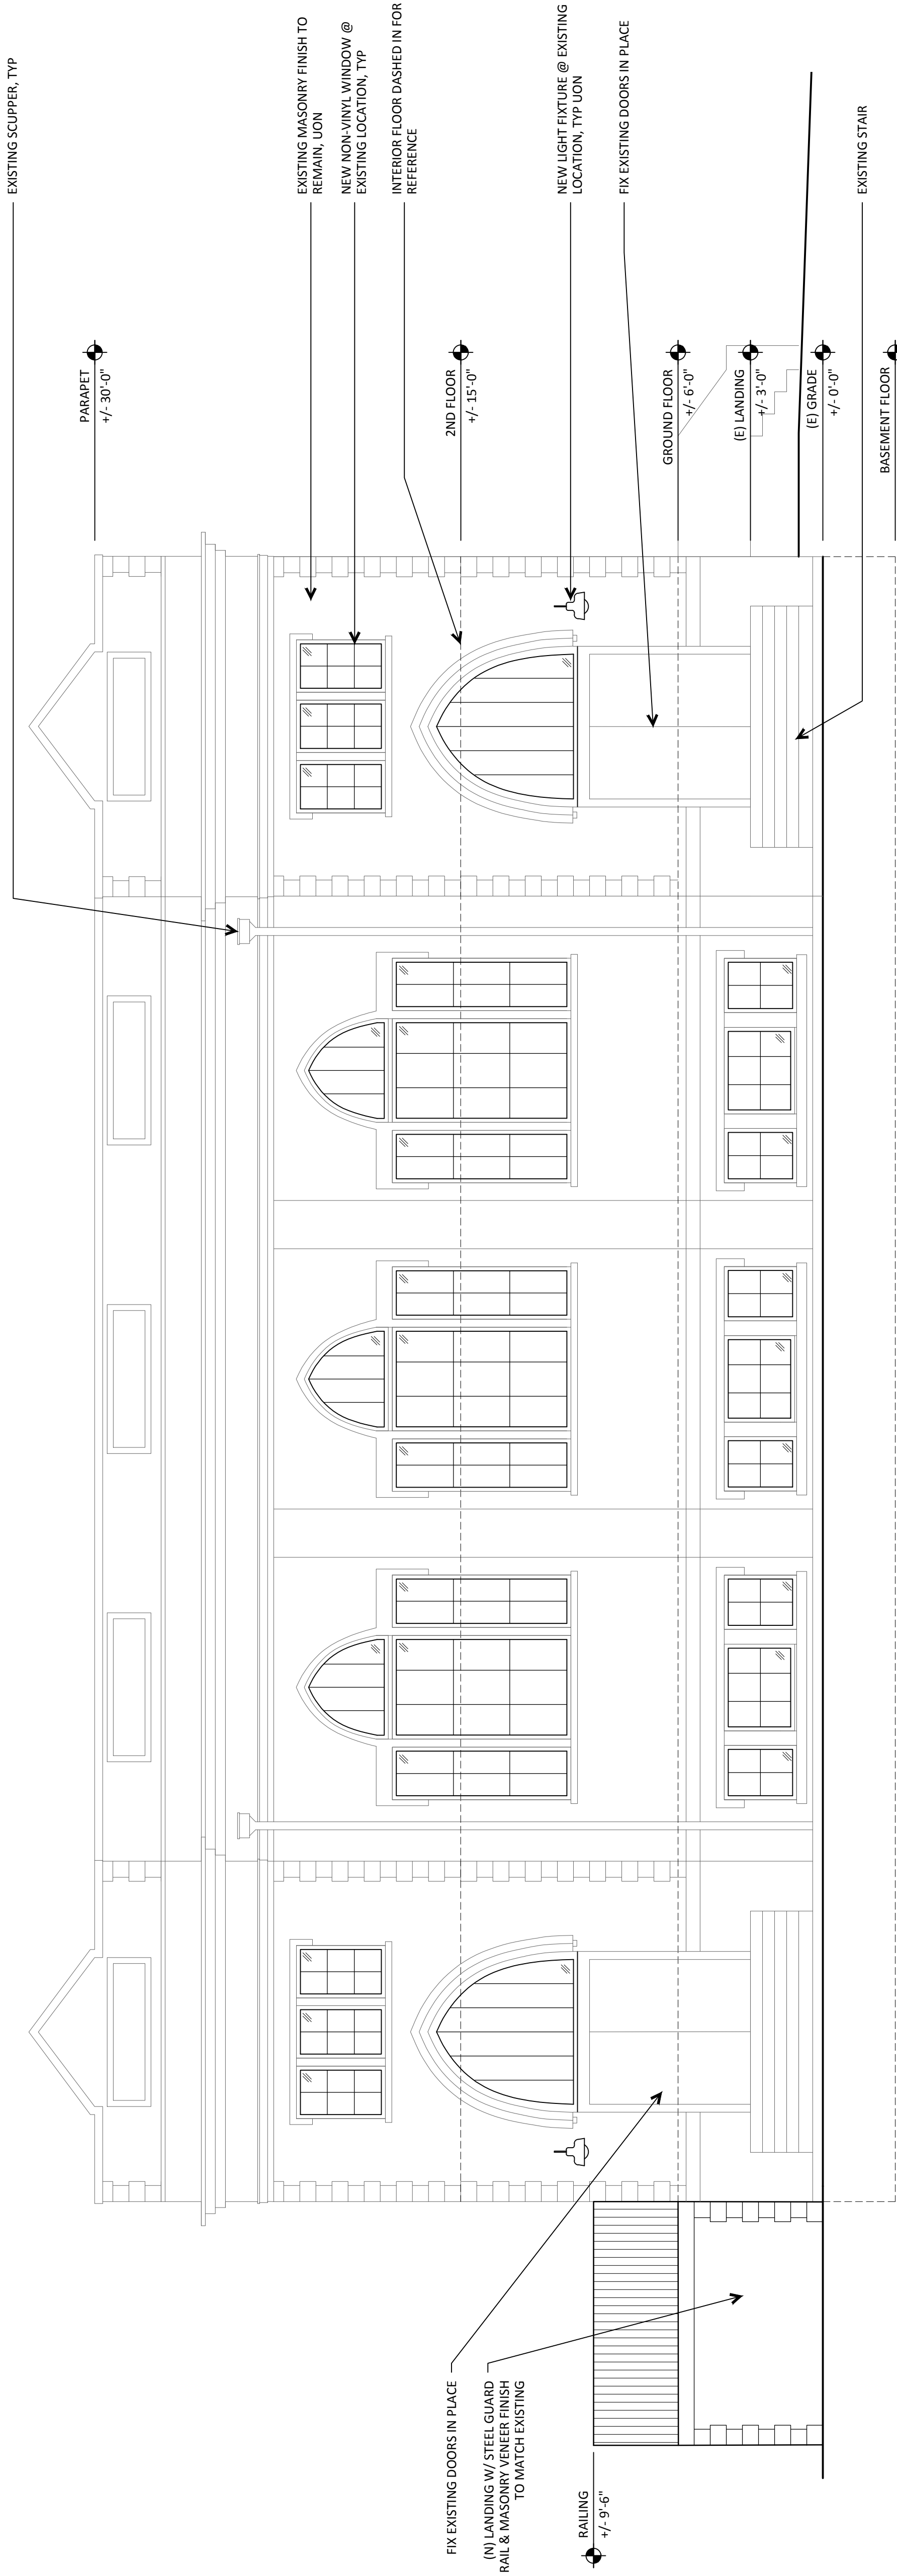 EXISTING SCUPPER, TYP
EXISTING MASONRY FINISH TO
REMAIN, UON
NEW NON-VINYL WINDOW @
EXISTING LOCATION, TYP
INTERIOR FLOOR DASHED IN FOR
REFERENCE
NEW LIGHT FIXTURE @ EXISTING
LOCATION, TYP UON
FIX EXISTING DOORS IN PLACE
EXISTING STAIR
PARAPET
+/- 30'-0"
2ND FLOOR
+/- 15'-0"
GROUND FLOOR
+/- 6'-0"
(E) LANDING
+/- 3'-0"
(E) GRADE
+/- 0'-0"
BASEMENT FLOOR
FIX EXISTING DOORS IN PLACE
(N) LANDING W/ STEEL GUARD
RAIL & MASONRY VENEER FINISH
TO MATCH EXISTING
RAILING
+/- 9'-6"